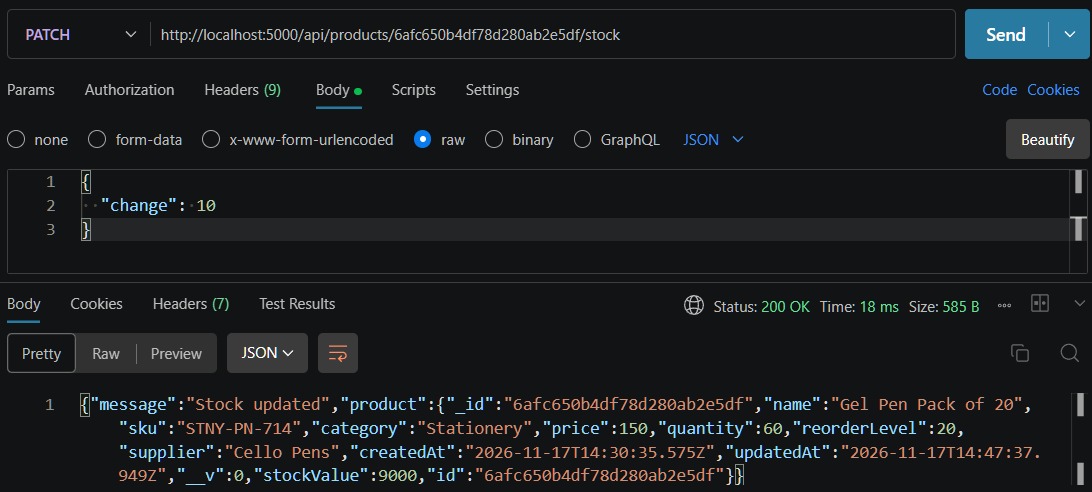 PATCH http://localhost:5000/api/products/6afc650b4df78d280ab2e5df/stock Send
Params Authorization Headers (9) Body Scripts Settings Code Cookies
none form-data x-www-form-urlencoded raw binary GraphQL JSON Beautify
1 {
2 "change": 10
3 }
Body Cookies Headers (7) Test Results Status: 200 OK Time: 18 ms Size: 585 B
Pretty Raw Preview JSON
1 {"message":"Stock updated","product":{"_id":"6afc650b4df78d280ab2e5df","name":"Gel Pen Pack of 20",
"sku":"STNY-PN-714","category":"Stationery","price":150,"quantity":60,"reorderLevel":20,
"supplier":"Cello Pens","createdAt":"2026-11-17T14:30:35.575Z","updatedAt":"2026-11-17T14:47:37.
949Z","__v":0,"stockValue":9000,"id":"6afc650b4df78d280ab2e5df"}}